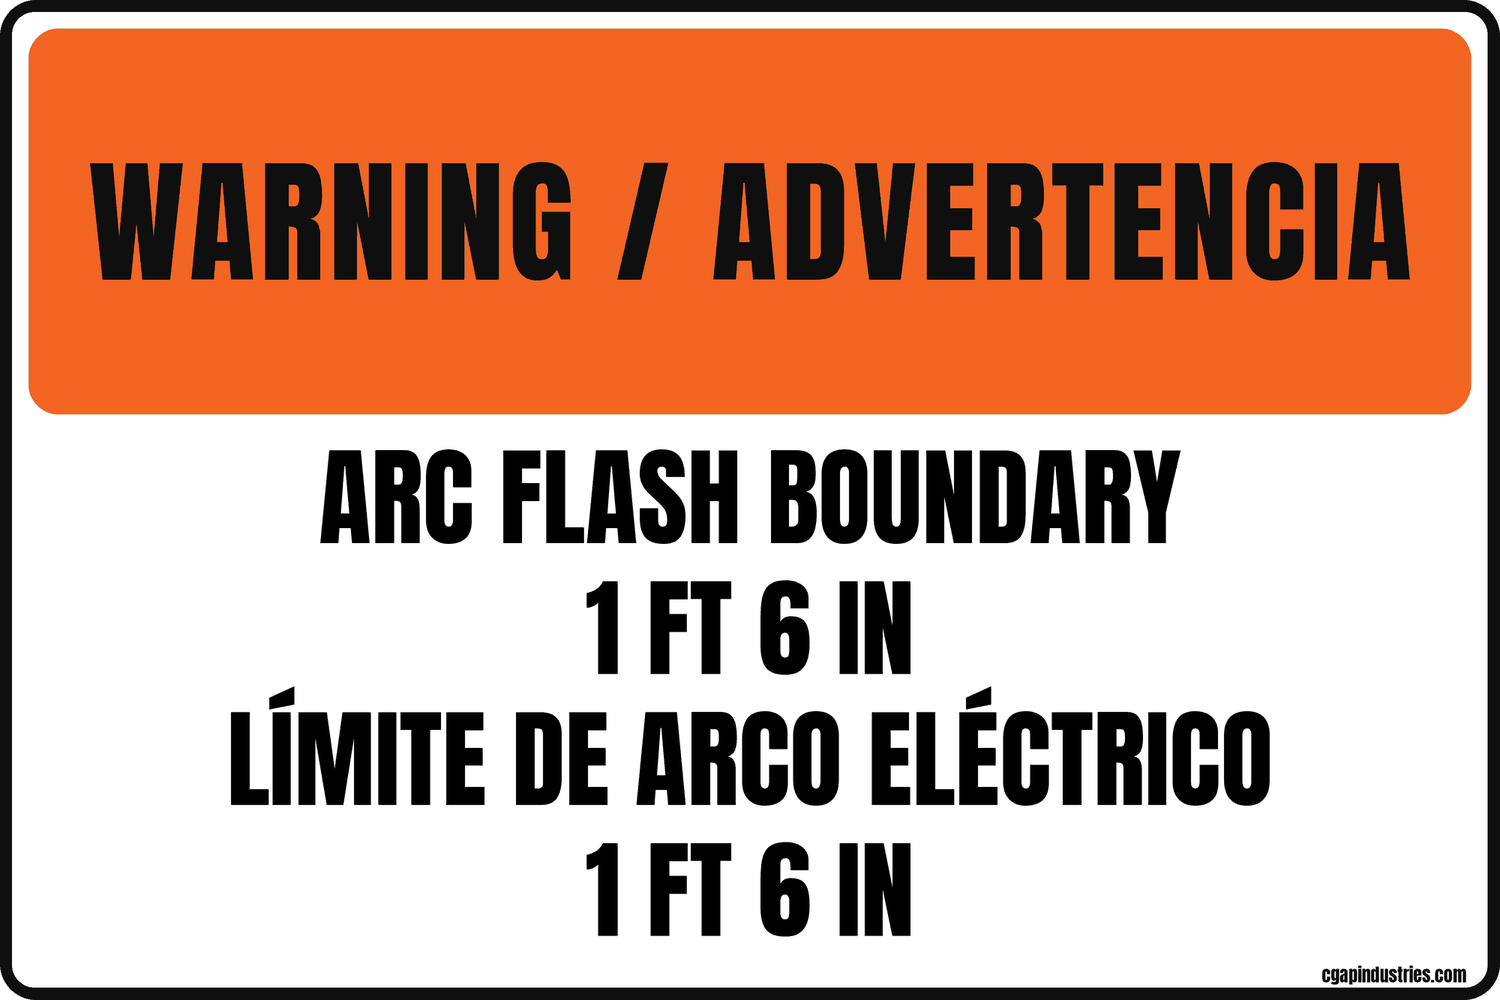 WARNING / ADVERTENCIA
ARC FLASH BOUNDARY
1 FT 6 IN
LÍMITE DE ARCO ELÉCTRICO
1 FT 6 IN
cgapindustries.com